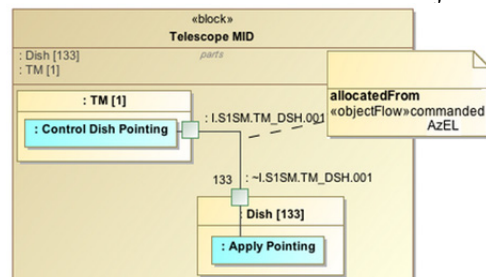 «block»
Telescope MID
parts
: Dish [133]
: TM [1]
: TM [1]
: Control Dish Pointing
: I.S1SM.TM_DSH.001
allocatedFrom
«objectFlow»commanded
AzEL
133
: ~I.S1SM.TM_DSH.001
: Dish [133]
: Apply Pointing